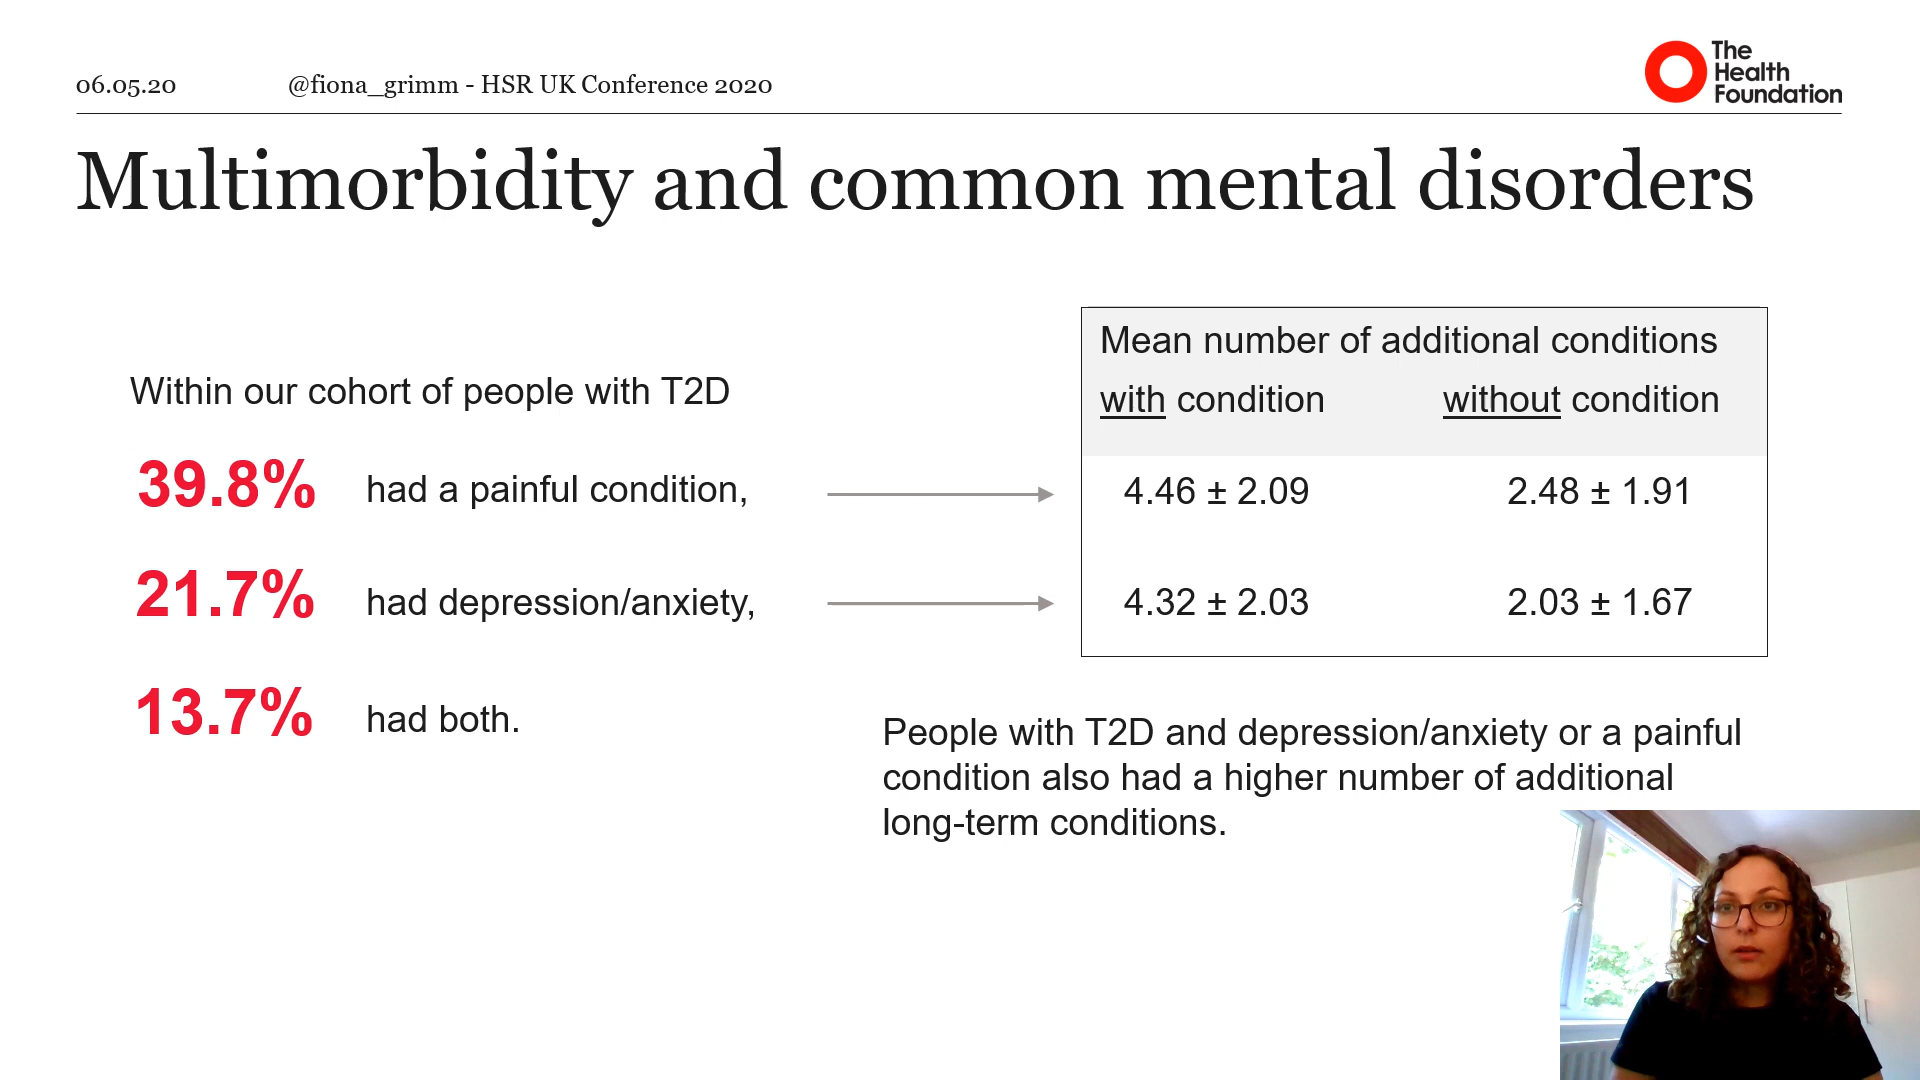 06.05.20 @fiona_grimm - HSR UK Conference 2020
The
Health
Foundation
Multimorbidity and common mental disorders
Within our cohort of people with T2D
39.8% had a painful condition,
21.7% had depression/anxiety,
13.7% had both.
Mean number of additional conditions
with condition without condition
4.46 ± 2.09 2.48 ± 1.91
4.32 ± 2.03 2.03 ± 1.67
People with T2D and depression/anxiety or a painful
condition also had a higher number of additional
long-term conditions.